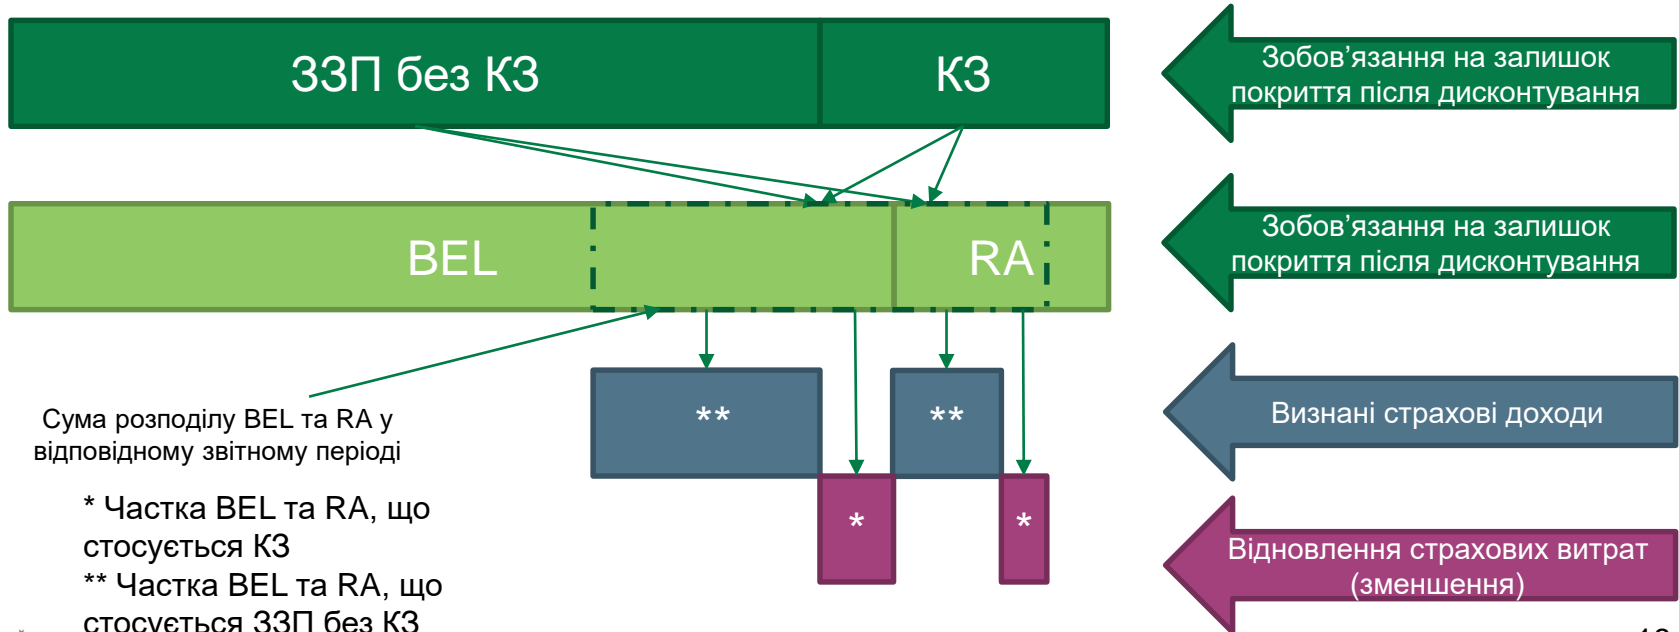 ЗЗП без КЗ
КЗ
Зобов’язання на залишок
покриття після дисконтування
BEL
RA
Зобов’язання на залишок
покриття після дисконтування
**
**
Визнані страхові доходи
Сума розподілу BEL та RA у
відповідному звітному періоді
*
*
Відновлення страхових витрат
(зменшення)
* Частка BEL та RA, що
стосується КЗ
** Частка BEL та RA, що
стосується ЗЗП без КЗ